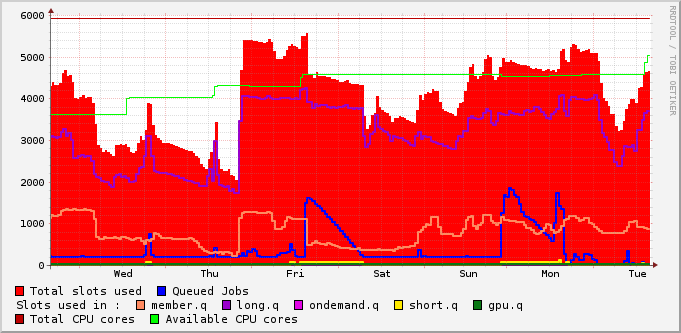 6000
5000
4000
3000
2000
1000
0
Wed Thu Fri Sat Sun Mon Tue
Total slots used Queued Jobs
Slots used in : member.q long.q ondemand.q short.q gpu.q
Total CPU cores Available CPU cores
RRDTOOL / TOBI OETIKER